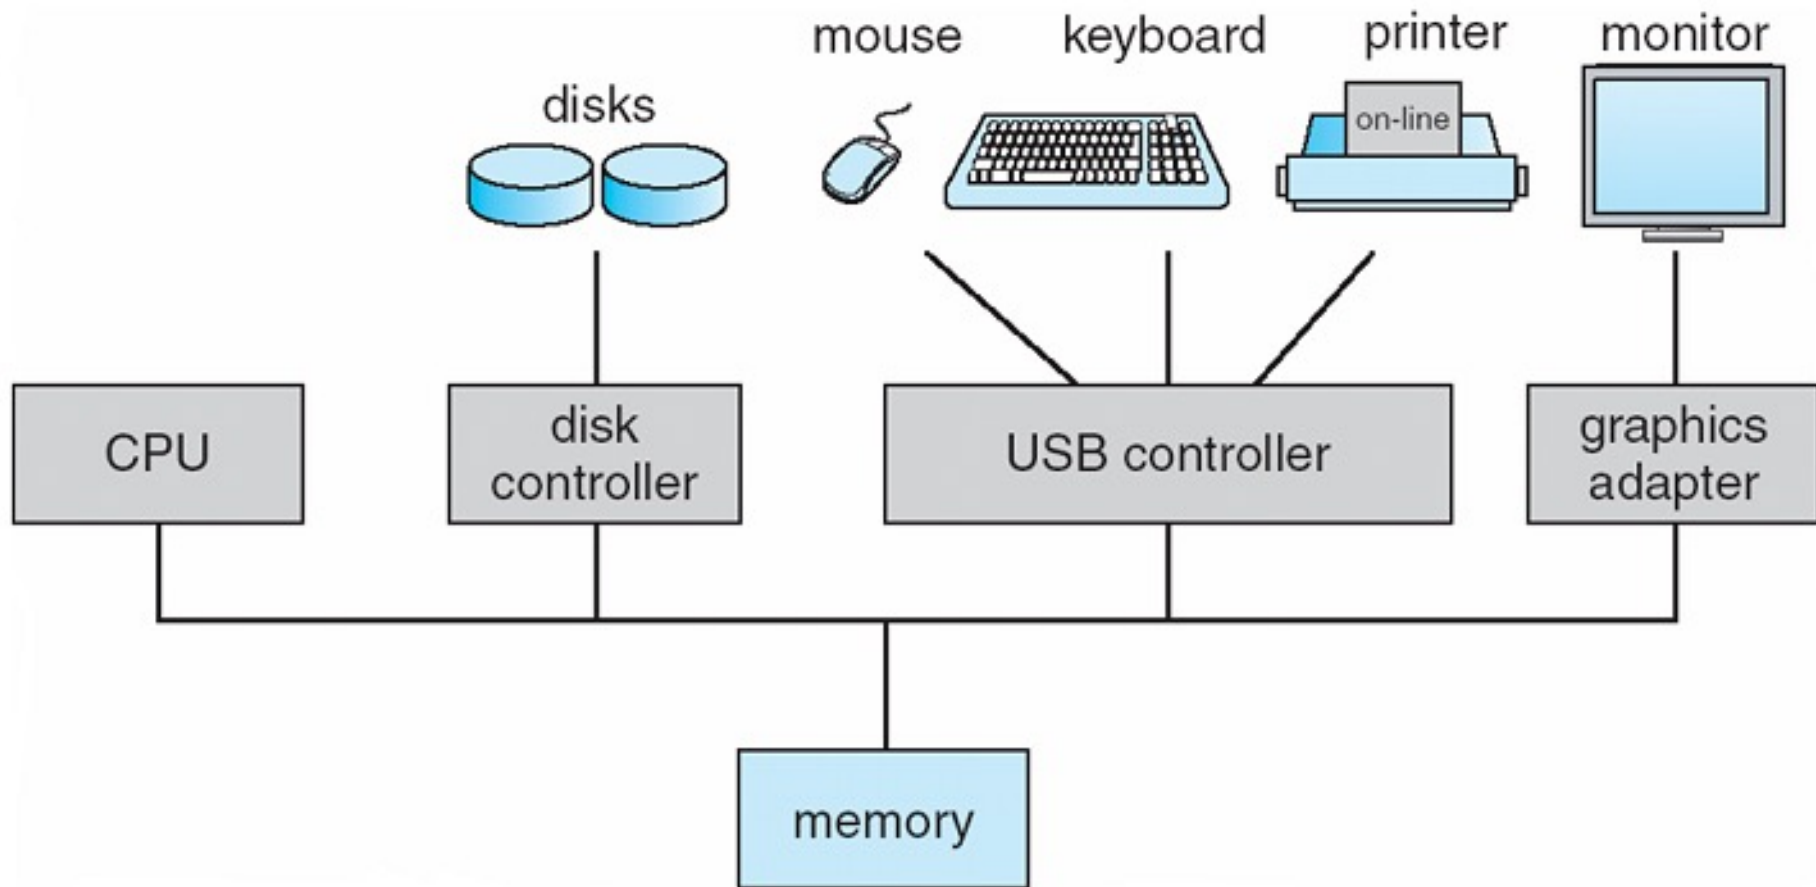 mouse
keyboard
printer
monitor
disks
on-line
CPU
disk
controller
USB controller
graphics
adapter
memory